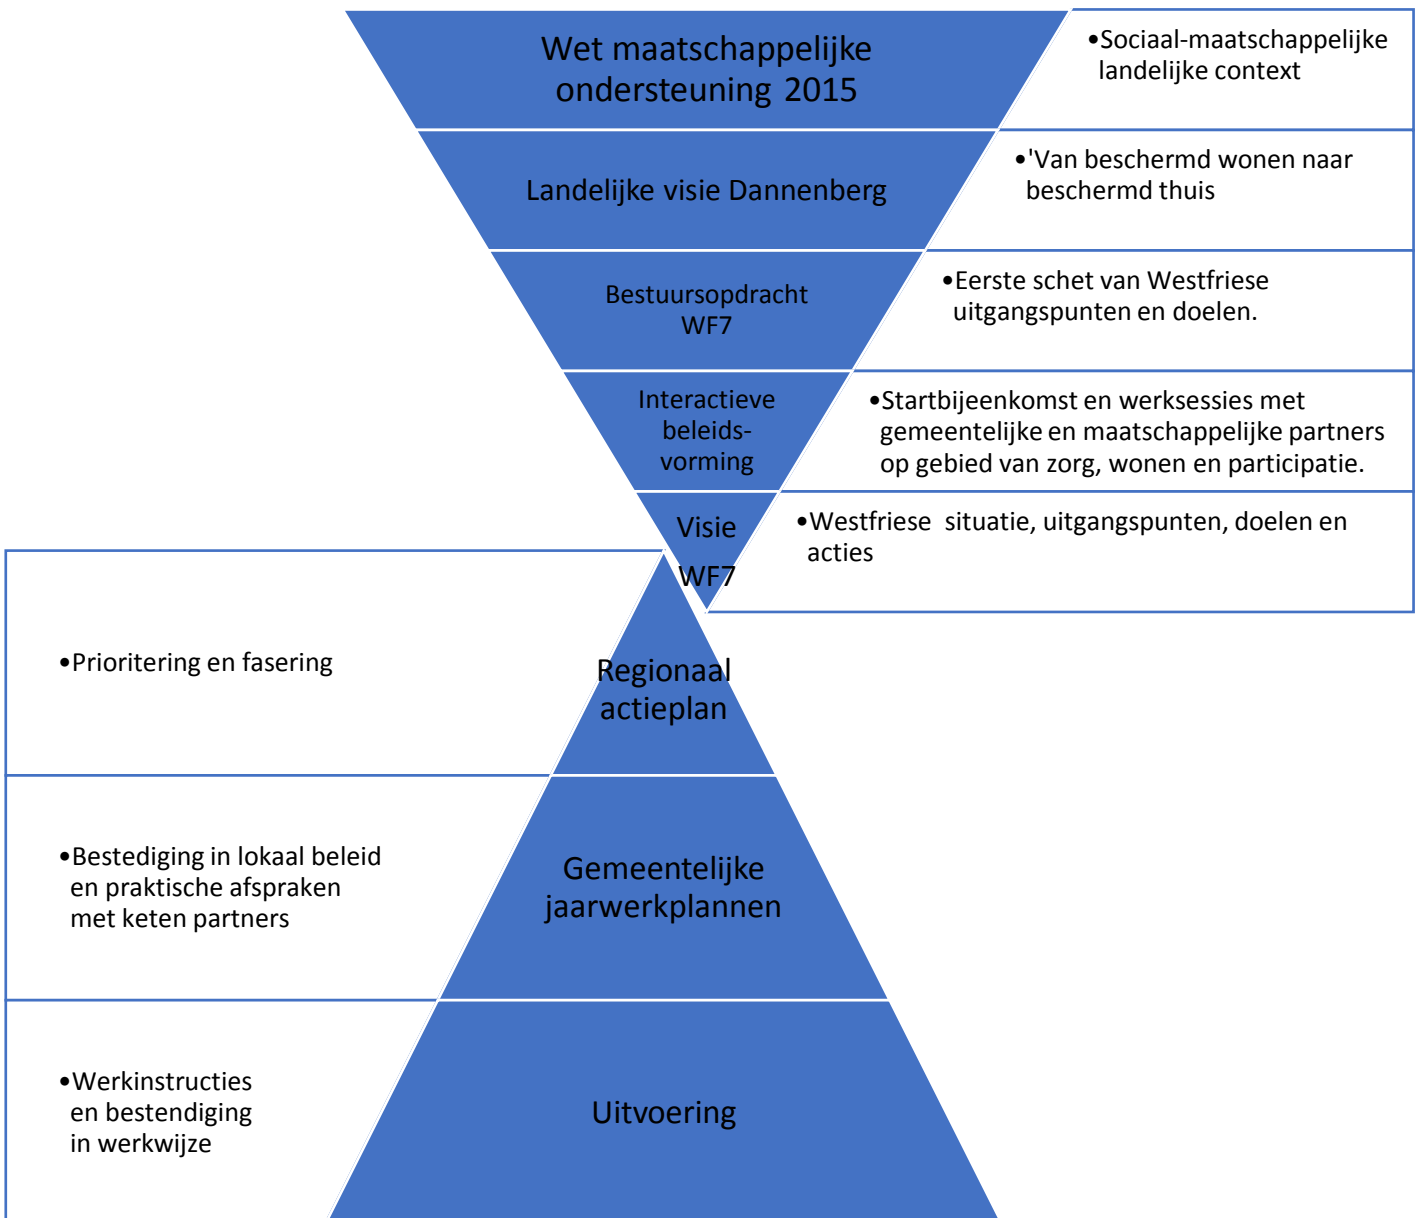 Wet maatschappelijke
ondersteuning 2015
•Sociaal-maatschappelijke
landelijke context
Landelijke visie Dannenberg
•'Van beschermd wonen naar
beschermd thuis
Bestuursopdracht
WF7
•Eerste schet van Westfriese
uitgangspunten en doelen.
Interactieve
beleids-
vorming
•Startbijeenkomst en werksessies met
gemeentelijke en maatschappelijke partners
op gebied van zorg, wonen en participatie.
Visie
WF7
•Westfriese situatie, uitgangspunten, doelen en
acties
•Prioritering en fasering
Regionaal
actieplan
•Bestediging in lokaal beleid
en praktische afspraken
met keten partners
Gemeentelijke
jaarwerkplannen
•Werkinstructies
en bestendiging
in werkwijze
Uitvoering